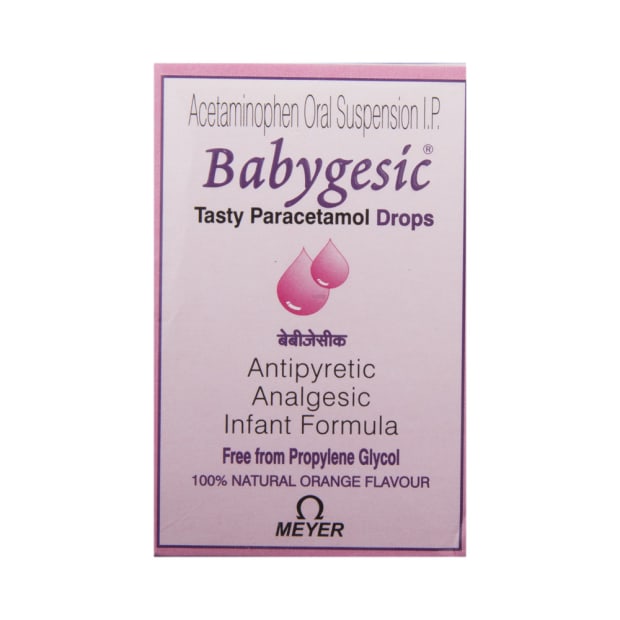 Acetaminophen Oral Suspension I.P.
Babygesic®
Tasty Paracetamol Drops
बेबीजेसीक
Antipyretic
Analgesic
Infant Formula
Free from Propylene Glycol
100% NATURAL ORANGE FLAVOUR
MEYER